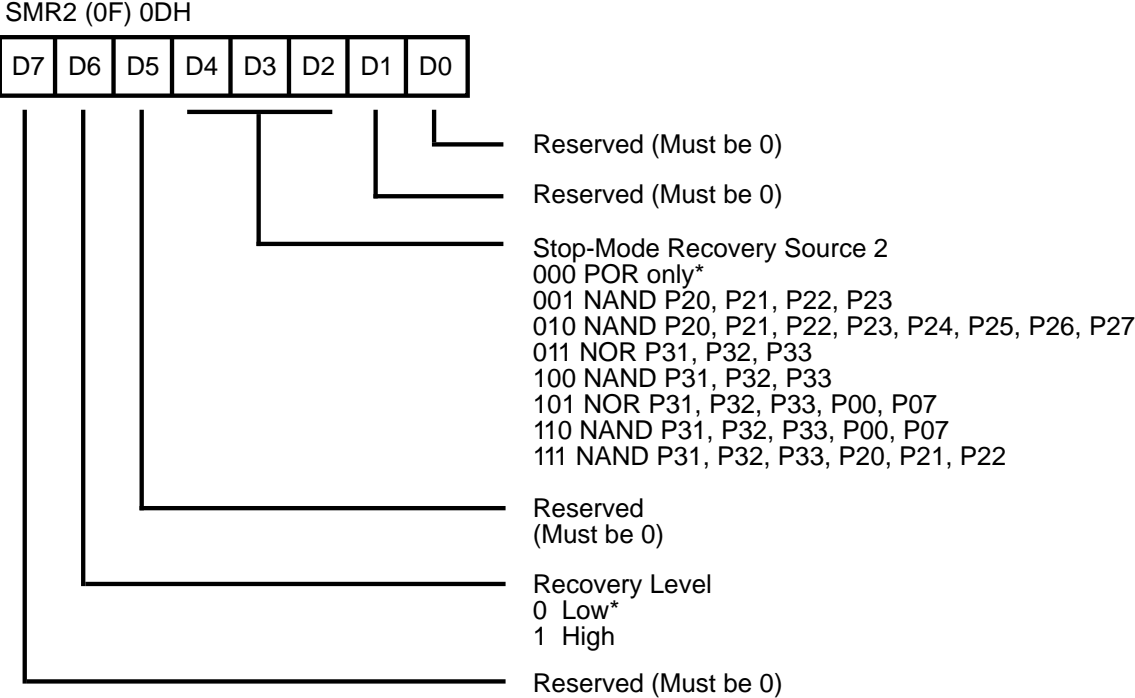 SMR2 (0F) 0DH
D7 D6 D5 D4 D3 D2 D1 D0
Reserved (Must be 0)
Reserved (Must be 0)
Stop-Mode Recovery Source 2
000 POR only*
001 NAND P20, P21, P22, P23
010 NAND P20, P21, P22, P23, P24, P25, P26, P27
011 NOR P31, P32, P33
100 NAND P31, P32, P33
101 NOR P31, P32, P33, P00, P07
110 NAND P31, P32, P33, P00, P07
111 NAND P31, P32, P33, P20, P21, P22
Reserved
(Must be 0)
Recovery Level
0 Low*
1 High
Reserved (Must be 0)